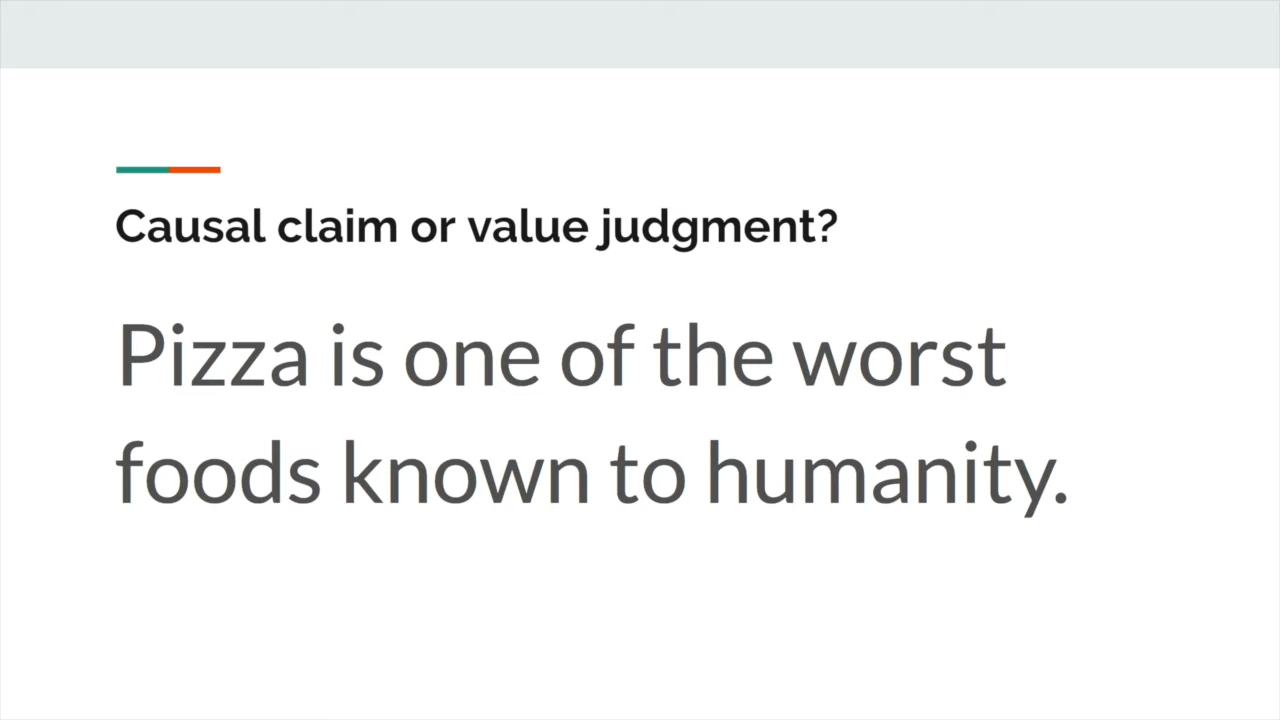 Causal claim or value judgment?
Pizza is one of the worst
foods known to humanity.